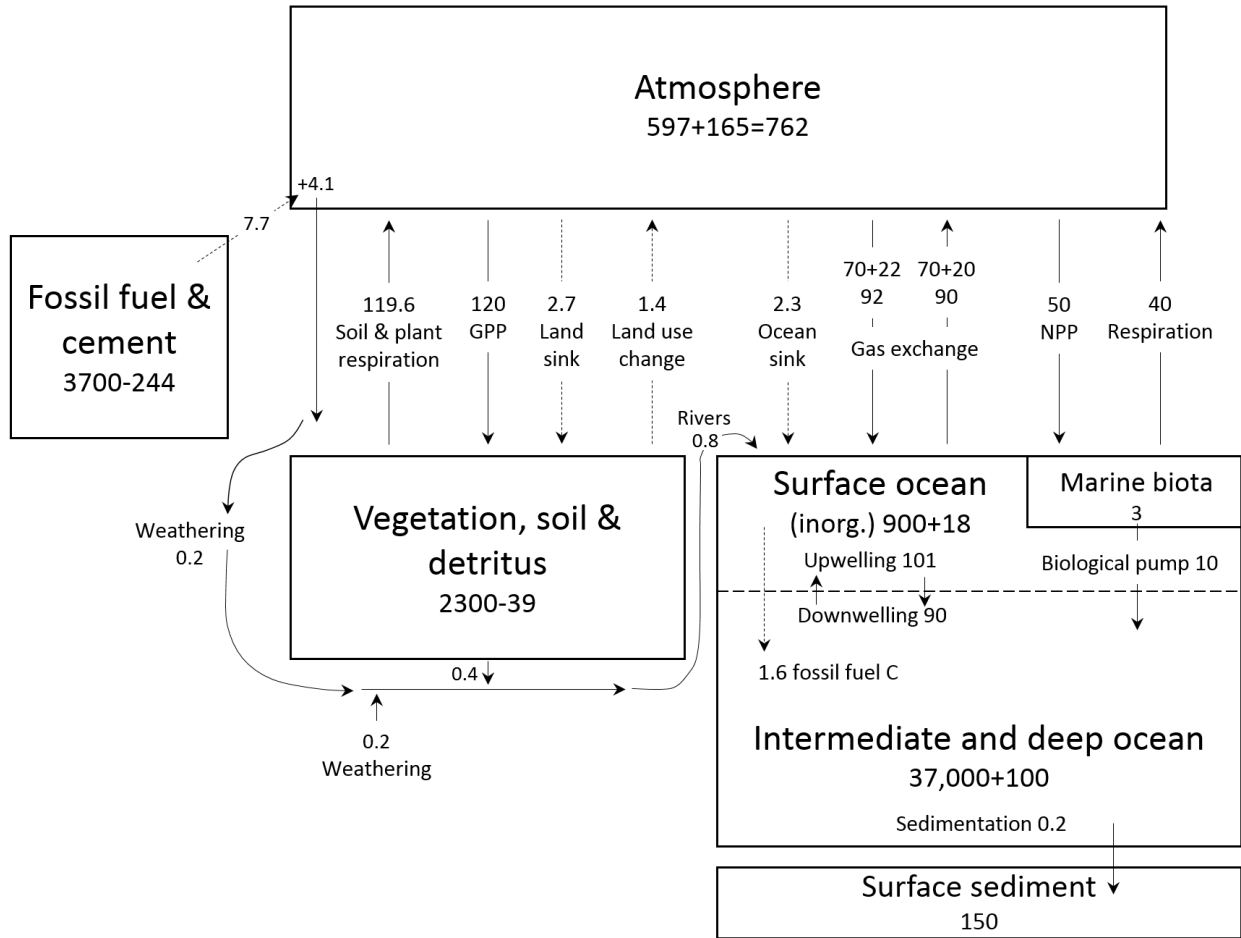 Atmosphere
597+165=762
+4.1
7.7
Fossil fuel &
cement
3700-244
119.6
Soil & plant
respiration
120
GPP
2.7
Land
sink
1.4
Land use
change
2.3
Ocean
sink
70+22
92
70+20
90
Gas exchange
50
NPP
40
Respiration
Rivers
0.8
Weathering
0.2
Vegetation, soil &
detritus
2300-39
0.4
0.2
Weathering
Surface ocean
(inorg.) 900+18
Marine biota
3
Upwelling 101
Biological pump 10
Downwelling 90
1.6 fossil fuel C
Intermediate and deep ocean
37,000+100
Sedimentation 0.2
Surface sediment
150